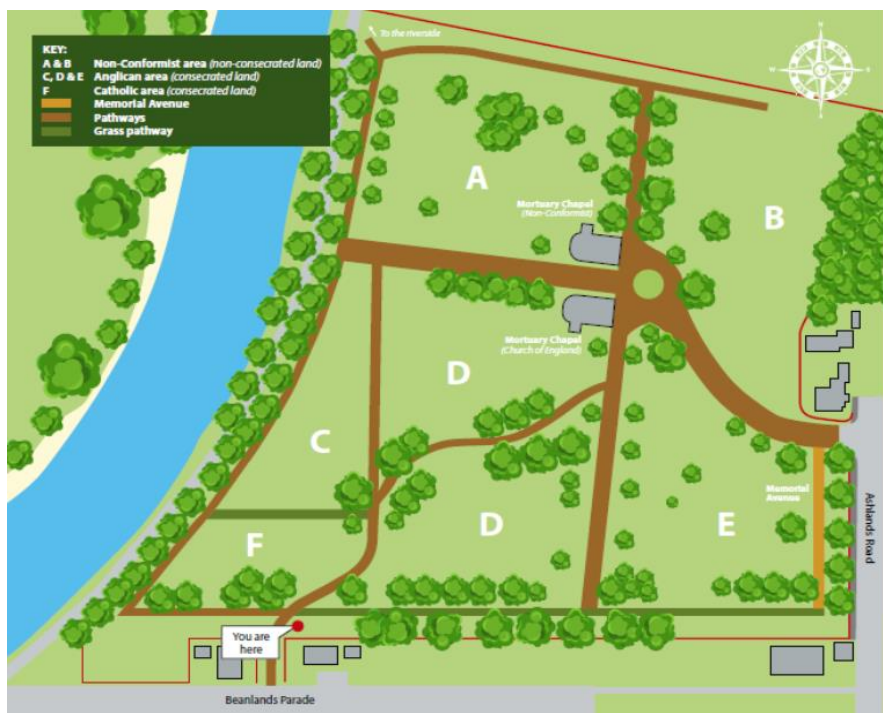 KEY:
A & B Non-Conformist area (non-consecrated land)
C, D & E Anglican area (consecrated land)
F Catholic area (consecrated land)
Memorial Avenue
Pathways
Grass pathway
To the riverside
N
W
E
S
A
Mortuary Chapel
(Non-Conformist)
B
Mortuary Chapel
(Church of England)
D
C
Memorial
Avenue
Ashlands Road
D
E
F
You are
here
Beanlands Parade